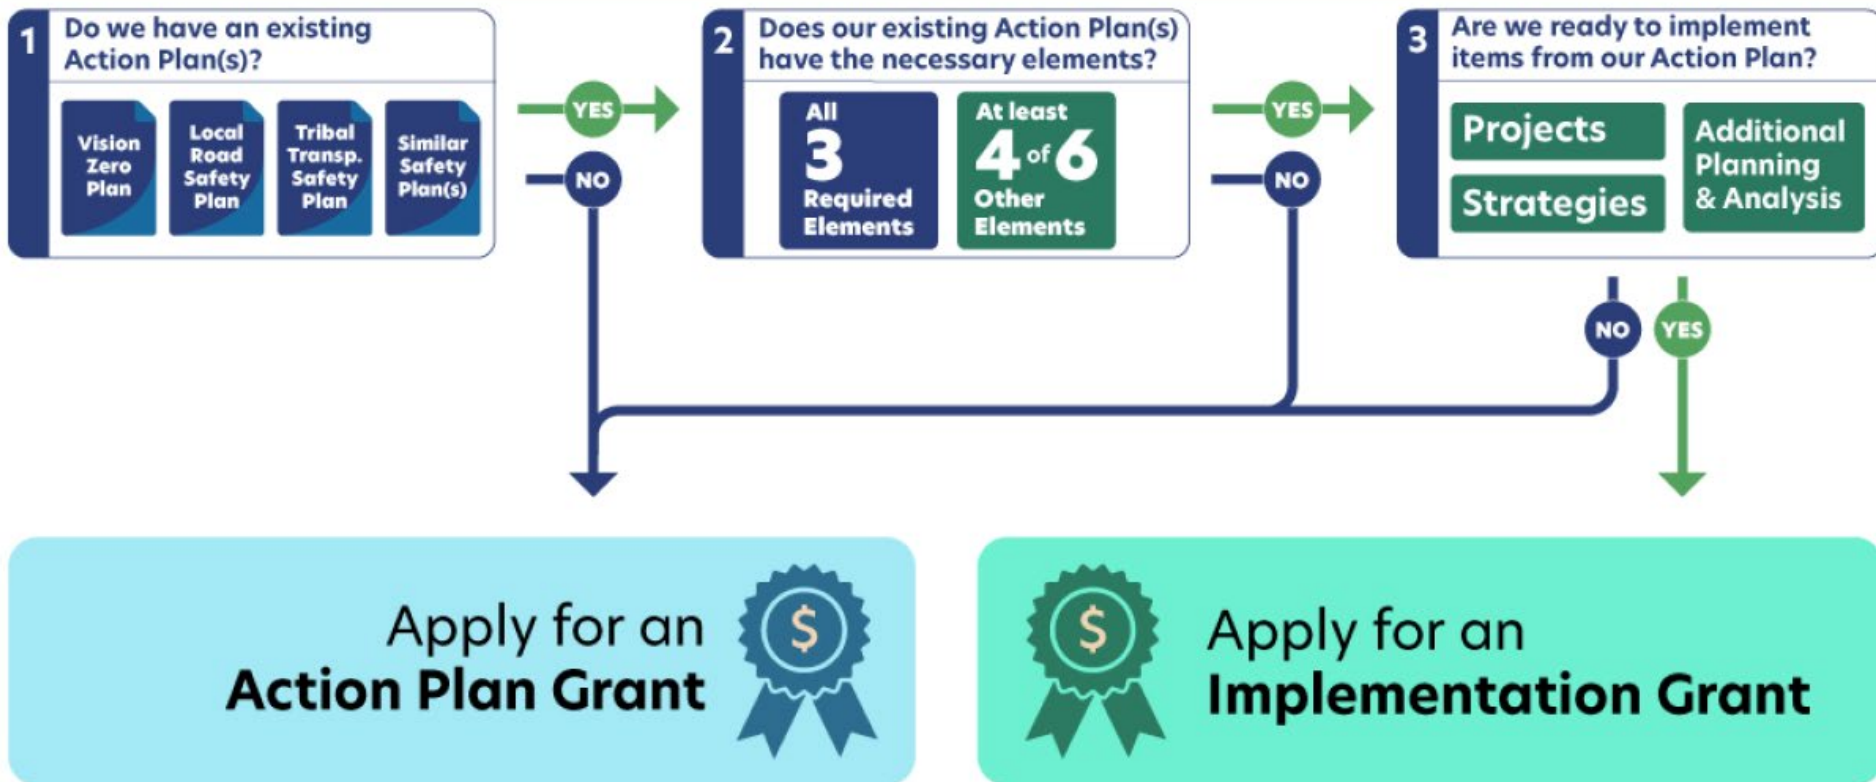 1
Do we have an existing
Action Plan(s)?
Vision
Zero
Plan
Local
Road
Safety
Plan
Tribal
Transp.
Safety
Plan
Similar
Safety
Plan(s)
YES
NO
2
Does our existing Action Plan(s)
have the necessary elements?
All
3
Required
Elements
At least
4 of 6
Other
Elements
YES
NO
3
Are we ready to implement
items from our Action Plan?
Projects
Strategies
Additional
Planning
& Analysis
NO
YES
Apply for an
Action Plan Grant
$
$
Apply for an
Implementation Grant